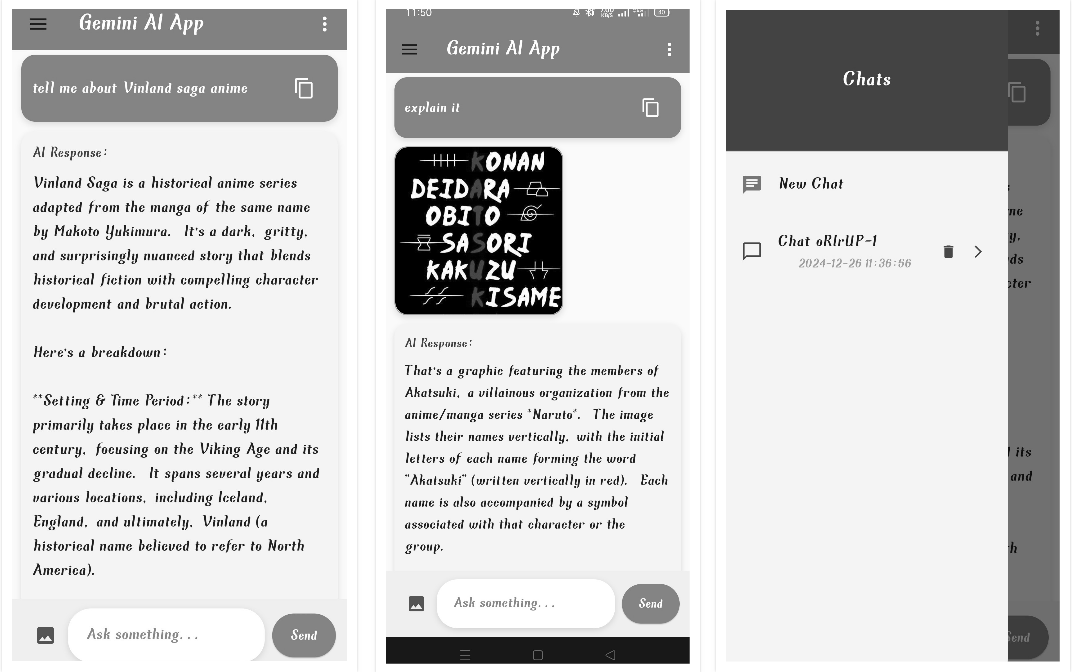 Gemini AI App
tell me about Vinland saga anime
AI Response:
Vinland Saga is a historical anime series
adapted from the manga of the same name
by Makoto Yukimura. It's a dark, gritty,
and surprisingly nuanced story that blends
historical fiction with compelling character
development and brutal action.
Here's a breakdown:
**Setting & Time Period:** The story
primarily takes place in the early 11th
century, focusing on the Viking Age and its
gradual decline. It spans several years and
various locations, including Iceland,
England, and ultimately, Vinland (a
historical name believed to refer to North
America).
Ask something...
Send
11:50
Gemini AI App
explain it
KONAN
DEIDARA
OBITO
SASORI
KAKUZU
KISAME
AI Response:
That's a graphic featuring the members of
Akatsuki, a villainous organization from the
anime/manga series *Naruto*. The image
lists their names vertically, with the initial
letters of each name forming the word
"Akatsuki" (written vertically in red). Each
name is also accompanied by a symbol
associated with that character or the
group.
Ask something...
Send
Chats
New Chat
Chat oRlrUP-1
2024-12-26 11:36:56
Send